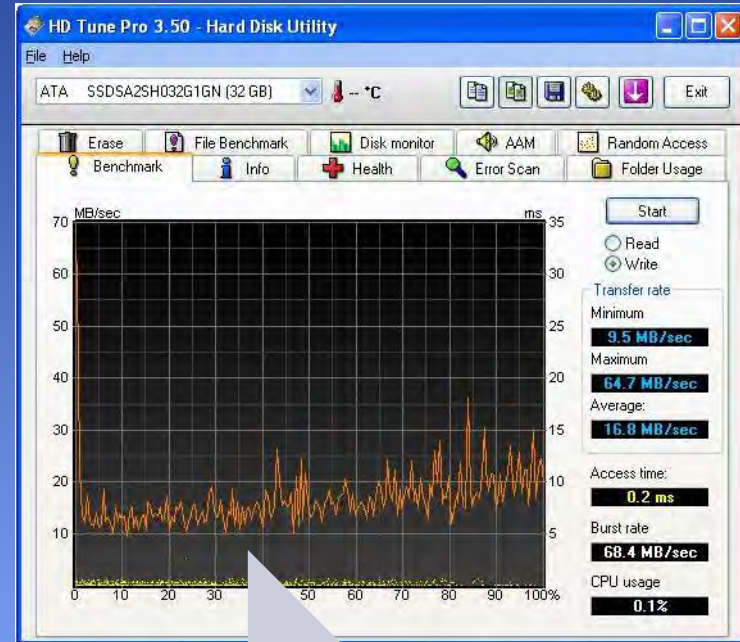 HD Tune Pro 3.50 - Hard Disk Utility
File Help
ATA SSDSA2SH032G1GN (32 GB) -- °C Exit
Erase File Benchmark Disk monitor AAM Random Access
Benchmark Info Health Error Scan Folder Usage
MB/sec ms
70 35
60 30
50 25
40 20
30 15
20 10
10 5
0 10 20 30 50 60 70 80 90 100%
Start
Read
Write
Transfer rate
Minimum
9.5 MB/sec
Maximum
64.7 MB/sec
Average:
16.8 MB/sec
Access time:
0.2 ms
Burst rate
68.4 MB/sec
CPU usage
0.1%